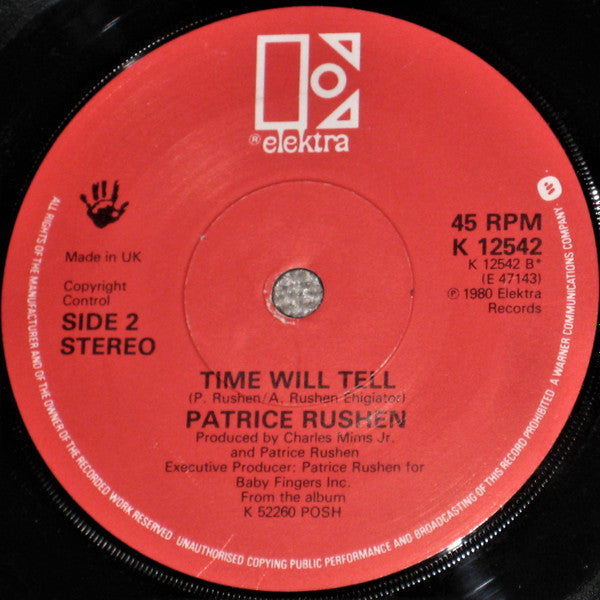 ® elektra
Made in UK
Copyright
Control
SIDE 2
STEREO
45 RPM
K 12542
K 12542 B*
(E 47143)
℗ 1980 Elektra
Records
TIME WILL TELL
(P. Rushen/A. Rushen Ehigiator)
PATRICE RUSHEN
Produced by Charles Mims Jr.
and Patrice Rushen
Executive Producer: Patrice Rushen for
Baby Fingers Inc.
From the album
K 52260 POSH
ALL RIGHTS OF THE MANUFACTURER AND OF THE OWNER OF THE RECORDED WORK RESERVED. UNAUTHORISED COPYING PUBLIC PERFORMANCE AND BROADCASTING OF THIS RECORD PROHIBITED. A WARNER COMMUNICATIONS COMPANY.